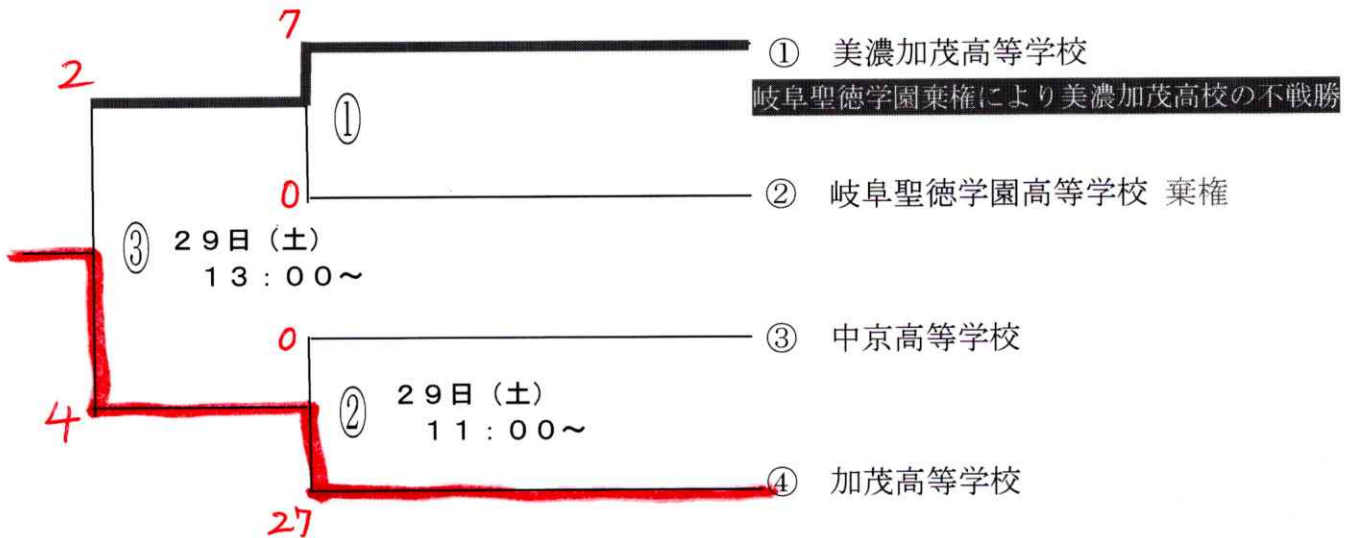 7
① 美濃加茂高等学校
2
岐阜聖徳学園棄権により美濃加茂高校の不戦勝
①
0
② 岐阜聖徳学園高等学校 棄権
③ 29日(土)
13:00~
0
③ 中京高等学校
4
② 29日(土)
11:00~
④ 加茂高等学校
27